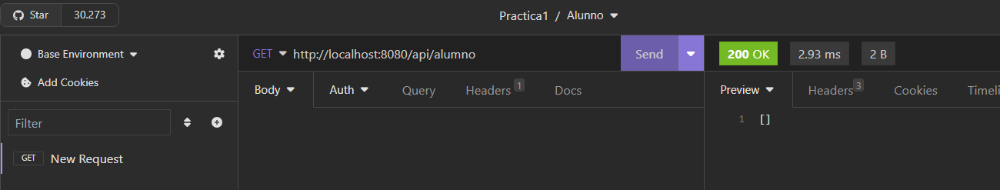 Star 30.273
Practica1 / Alunno
Base Environment
Add Cookies
Filter
GET New Request
GET http://localhost:8080/api/alumno Send
Body Auth Query Headers 1 Docs
200 OK 2.93 ms 2 B
Preview Headers 3 Cookies Timeli
1 []